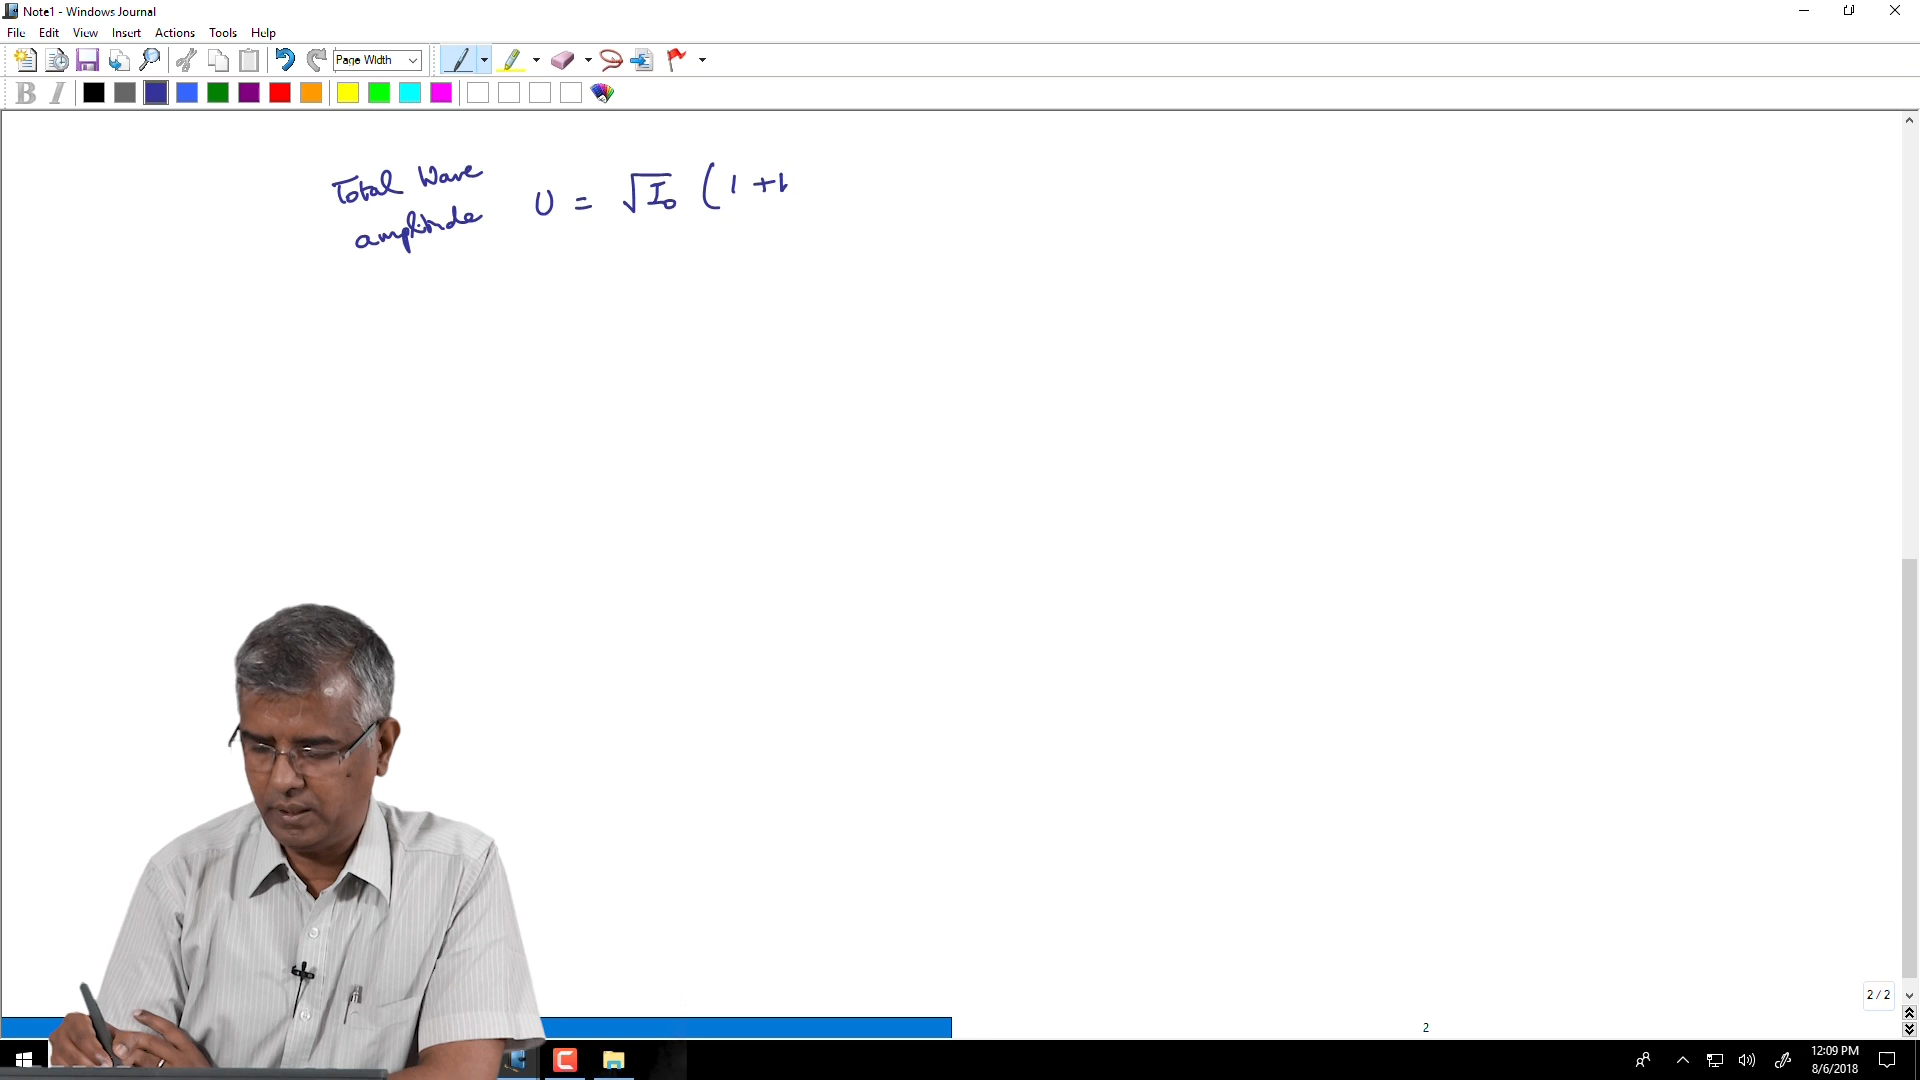 Note1 - Windows Journal
File Edit View Insert Actions Tools Help
Page Width
B I
Total Wave
amplitude U = √I₀ (1 + h
2 / 2
2
12:09 PM
8/6/2018